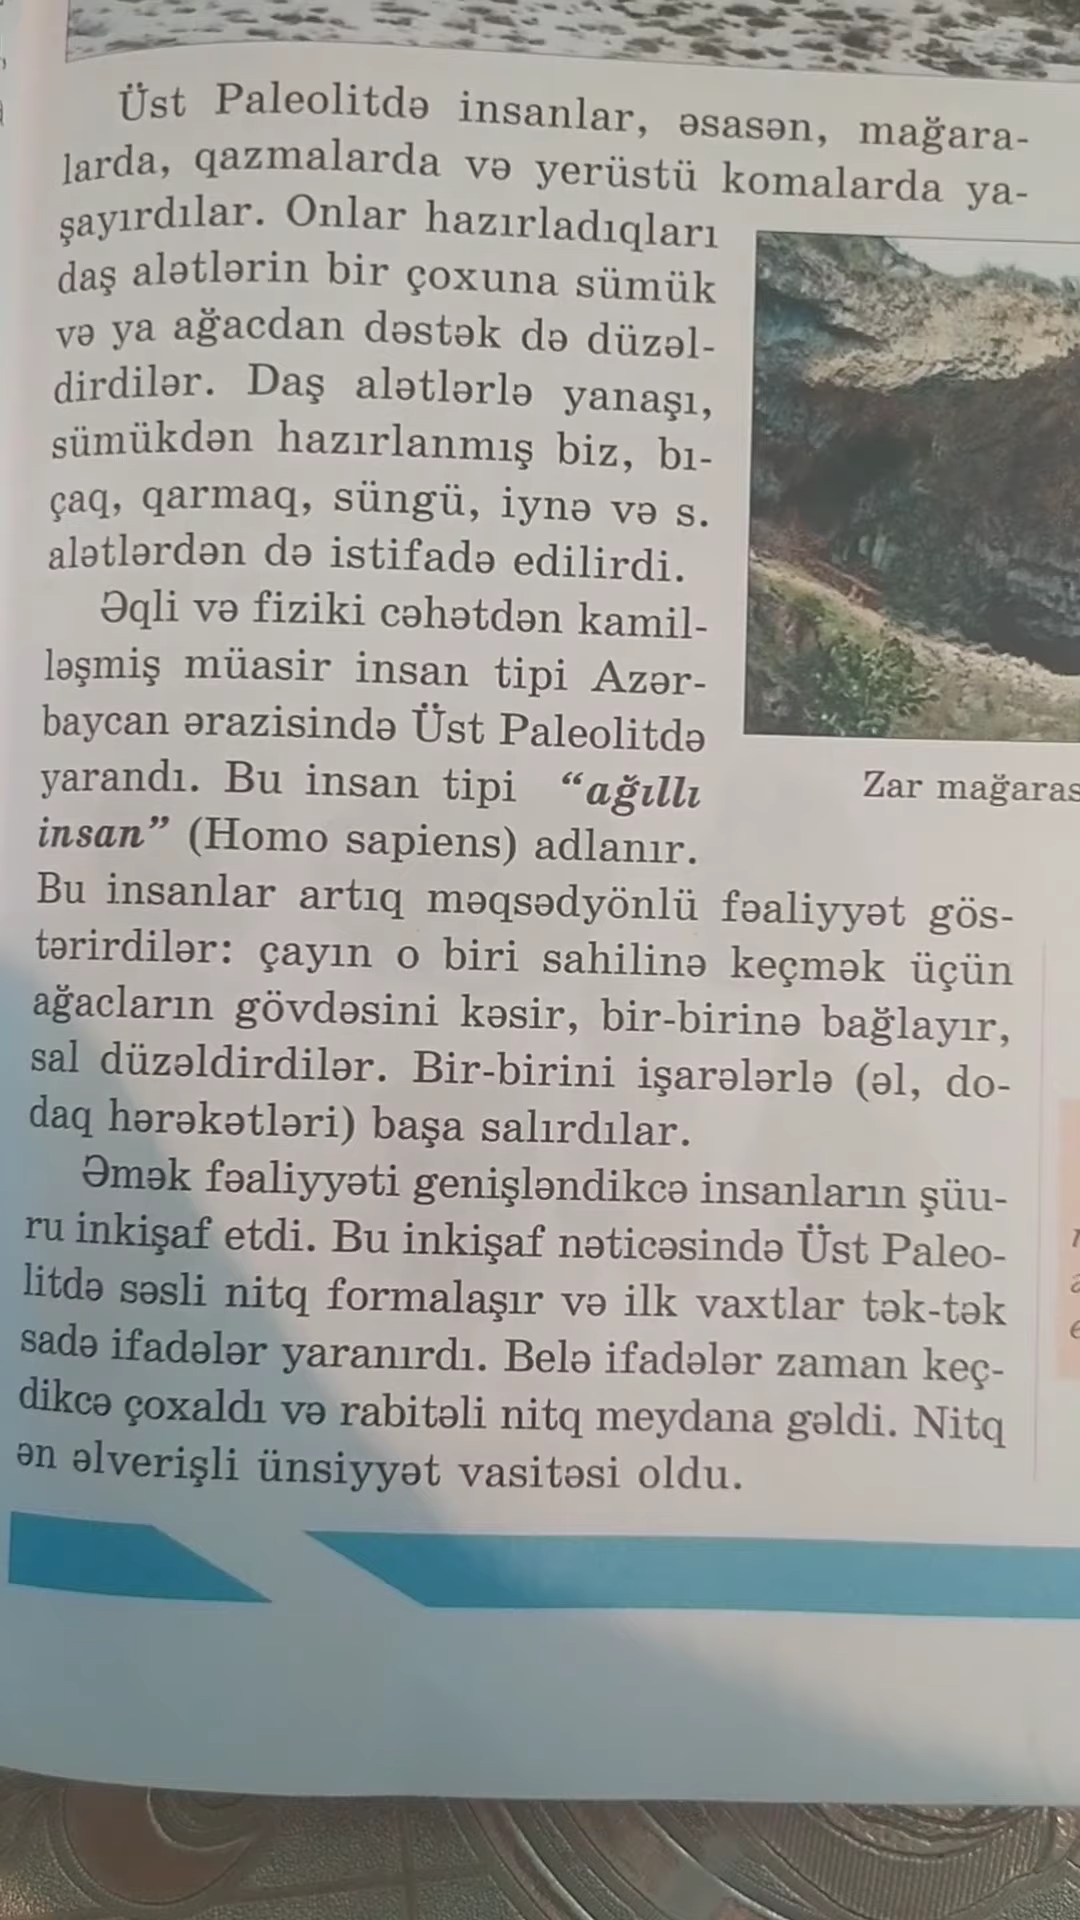 Üst Paleolitdə insanlar, əsasən, mağara-
larda, qazmalarda və yerüstü komalarda ya-
şayırdılar. Onlar hazırladıqları
daş alətlərin bir çoxuna sümük
və ya ağacdan dəstək də düzəl-
dirdilər. Daş alətlərlə yanaşı,
sümükdən hazırlanmış biz, bı-
çaq, qarmaq, süngü, iynə və s.
alətlərdən də istifadə edilirdi.
Əqli və fiziki cəhətdən kamil-
ləşmiş müasir insan tipi Azər-
baycan ərazisində Üst Paleolitdə
yarandı. Bu insan tipi “ağıllı
insan” (Homo sapiens) adlanır.
Bu insanlar artıq məqsədyönlü fəaliyyət gös-
tərirdilər: çayın o biri sahilinə keçmək üçün
ağacların gövdəsini kəsir, bir-birinə bağlayır,
sal düzəldirdilər. Bir-birini işarələrlə (əl, do-
daq hərəkətləri) başa salırdılar.
Əmək fəaliyyəti genişləndikcə insanların şüu-
ru inkişaf etdi. Bu inkişaf nəticəsində Üst Paleo-
litdə səsli nitq formalaşır və ilk vaxtlar tək-tək
sadə ifadələr yaranırdı. Belə ifadələr zaman keç-
dikcə çoxaldı və rabitəli nitq meydana gəldi. Nitq
ən əlverişli ünsiyyət vasitəsi oldu.
Zar mağaras